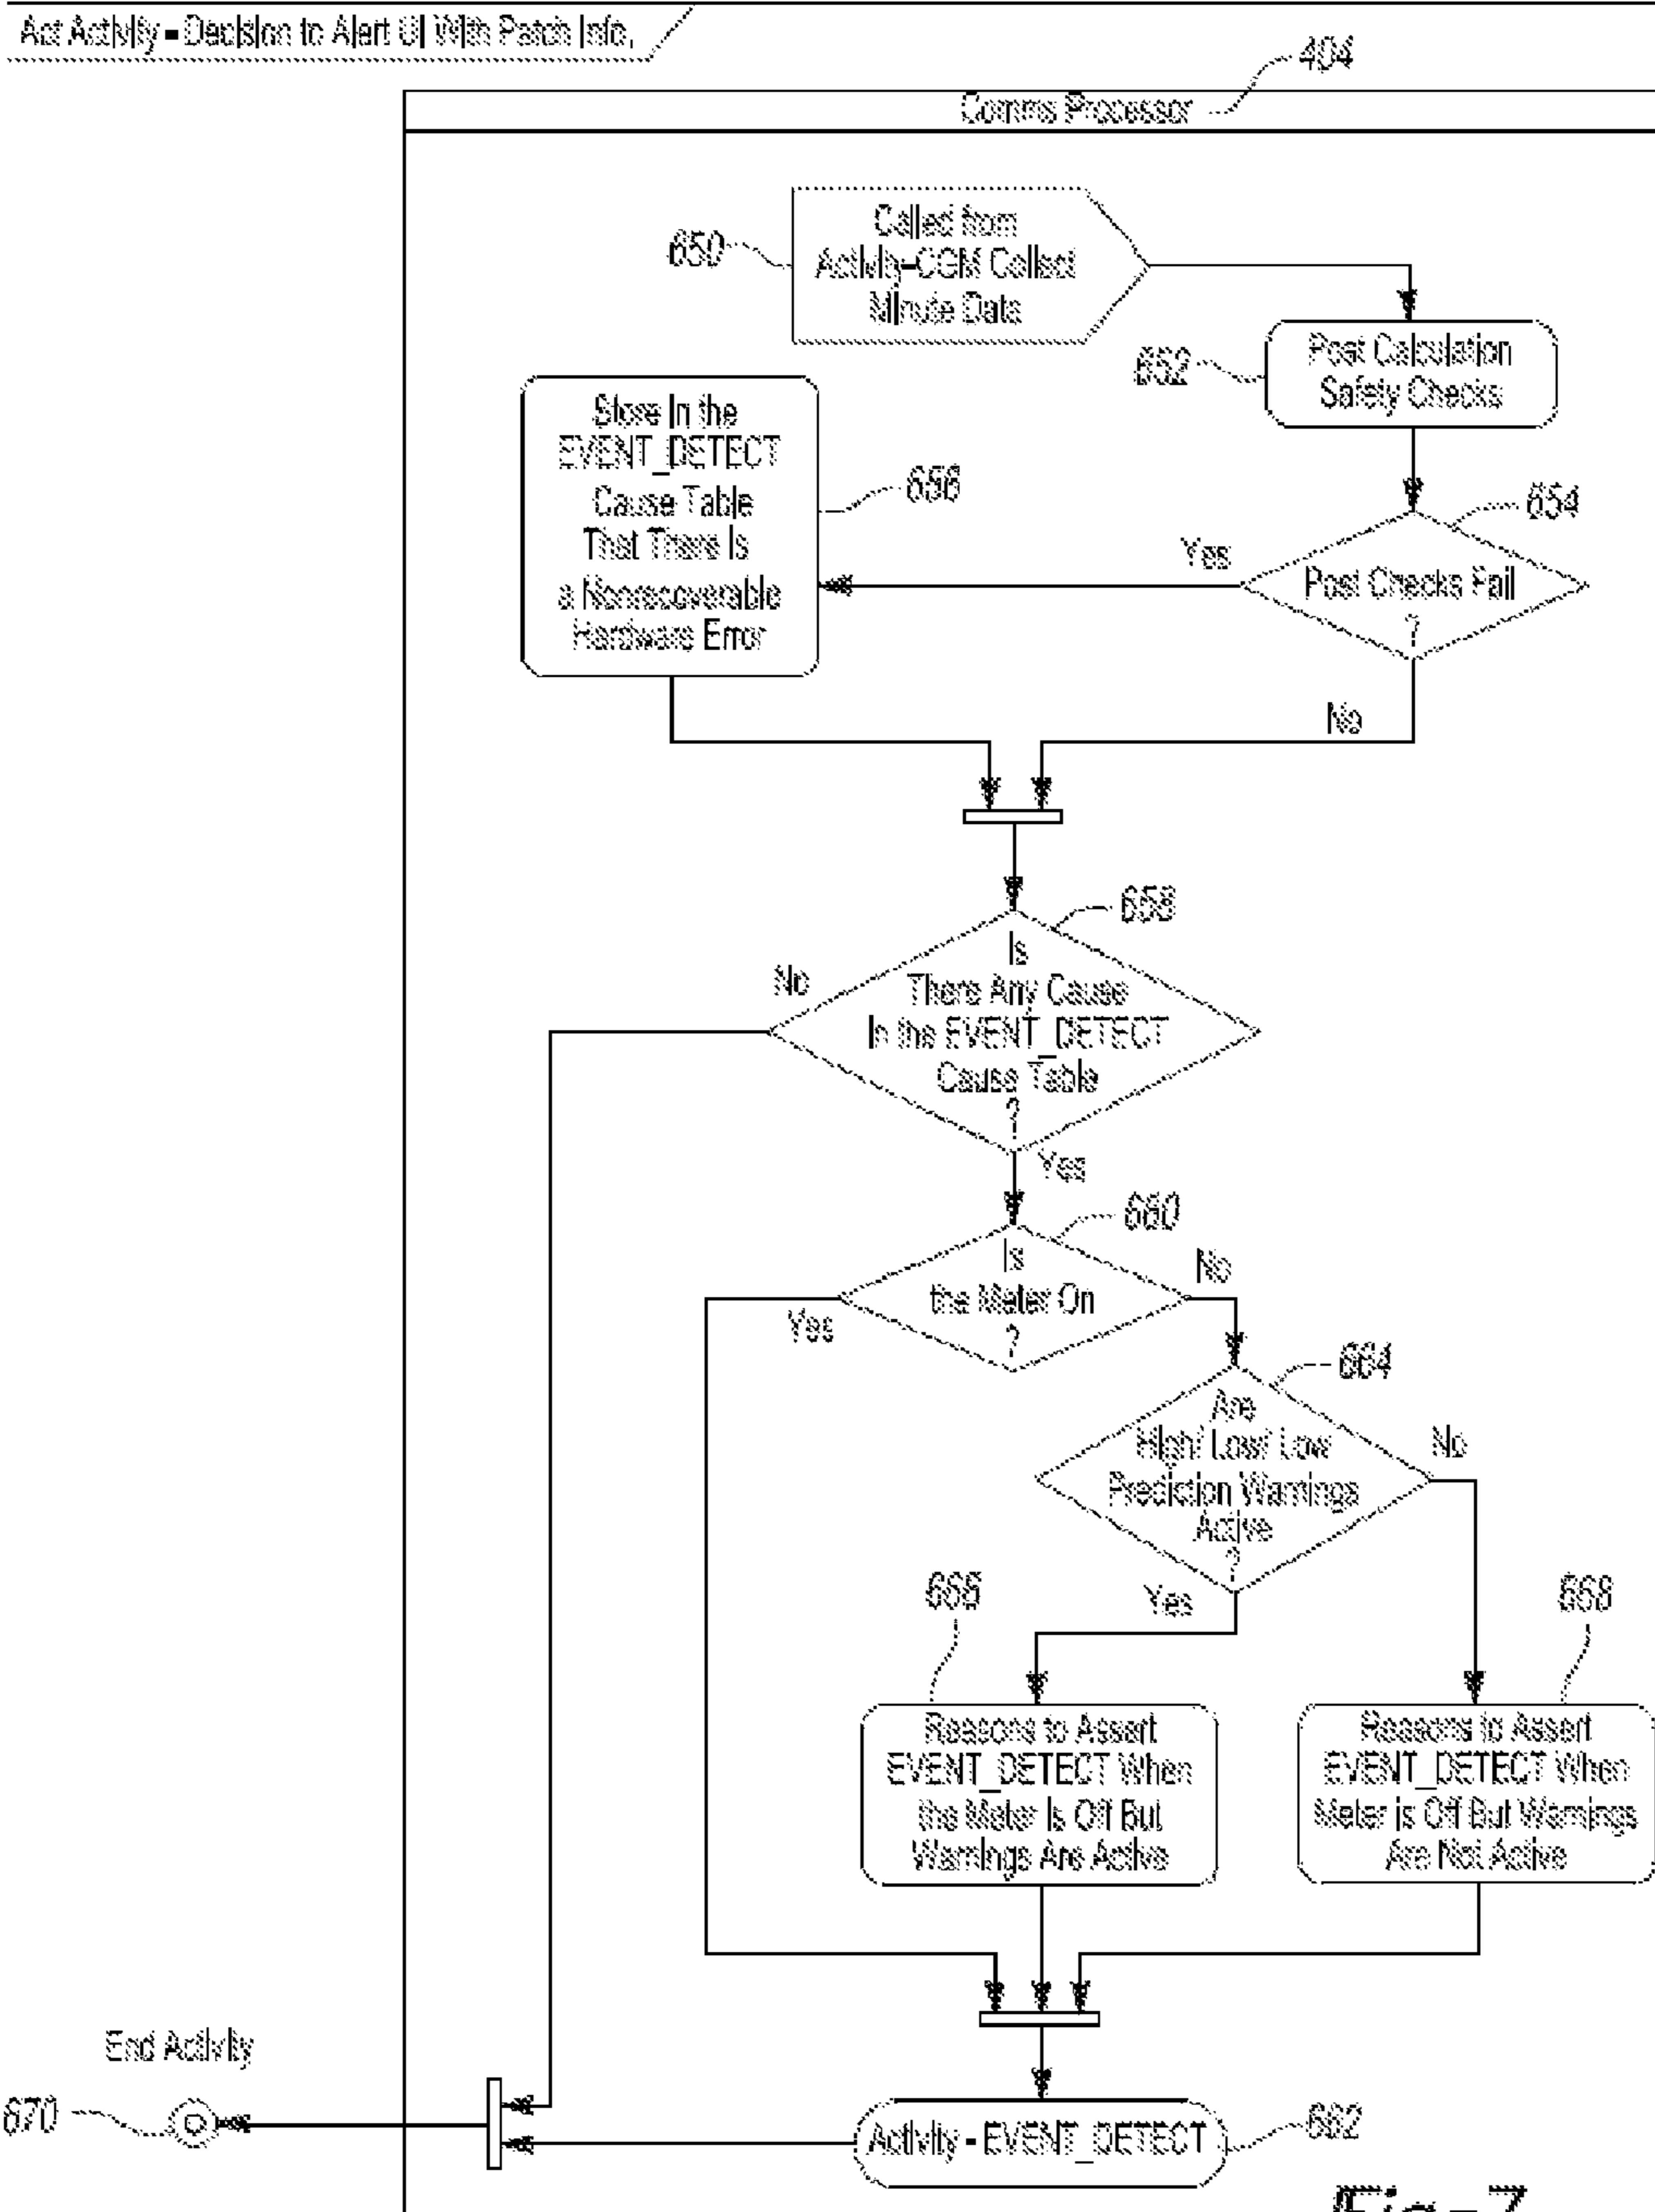 Act Activity - Decision to Alert UI With Patch Info.
404
Comms Processor
650
Called from
Activity-CGM Collect
Minute Data
652
Post Calculation
Safety Checks
Store In the
EVENT_DETECT
Cause Table
That There Is
a Nonrecoverable
Hardware Error
656
654
Yes
Post Checks Fail
?
No
658
No
Is
There Any Cause
In the EVENT_DETECT
Cause Table
?
Yes
660
Is
the Meter On
?
No
Yes
664
Are
High/ Low/ Low
Prediction Warnings
Active
?
No
Yes
666
668
Reasons to Assert
EVENT_DETECT When
the Meter is Off But
Warnings Are Active
Reasons to Assert
EVENT_DETECT When
Meter is Off But Warnings
Are Not Active
End Activity
670
Activity - EVENT_DETECT
662
Fig-7